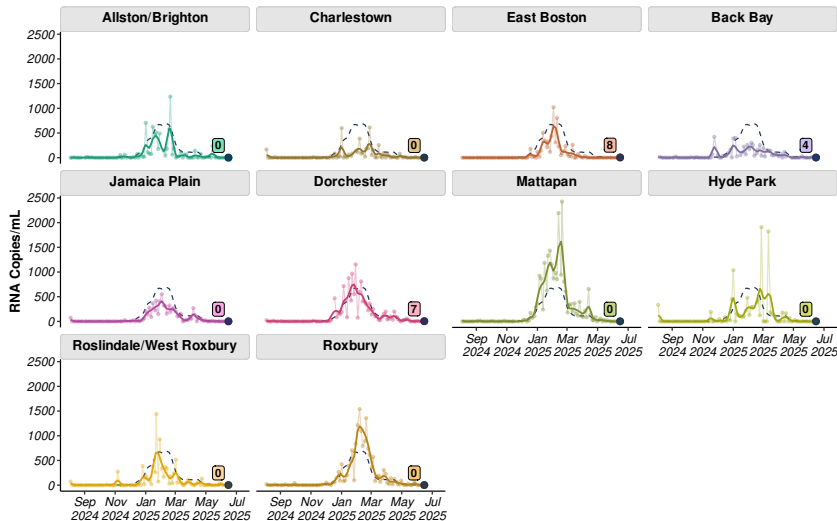 Allston/Brighton
Charlestown
East Boston
Back Bay
2500
2000
1500
1000
500
0
0
0
8
4
Jamaica Plain
Dorchester
Mattapan
Hyde Park
RNA Copies/mL
2500
2000
1500
1000
500
0
0
7
0
0
Sep 2024
Nov 2024
Jan 2025
Mar 2025
May 2025
Jul 2025
Sep 2024
Nov 2024
Jan 2025
Mar 2025
May 2025
Jul 2025
Roslindale/West Roxbury
Roxbury
2500
2000
1500
1000
500
0
0
0
Sep 2024
Nov 2024
Jan 2025
Mar 2025
May 2025
Jul 2025
Sep 2024
Nov 2024
Jan 2025
Mar 2025
May 2025
Jul 2025